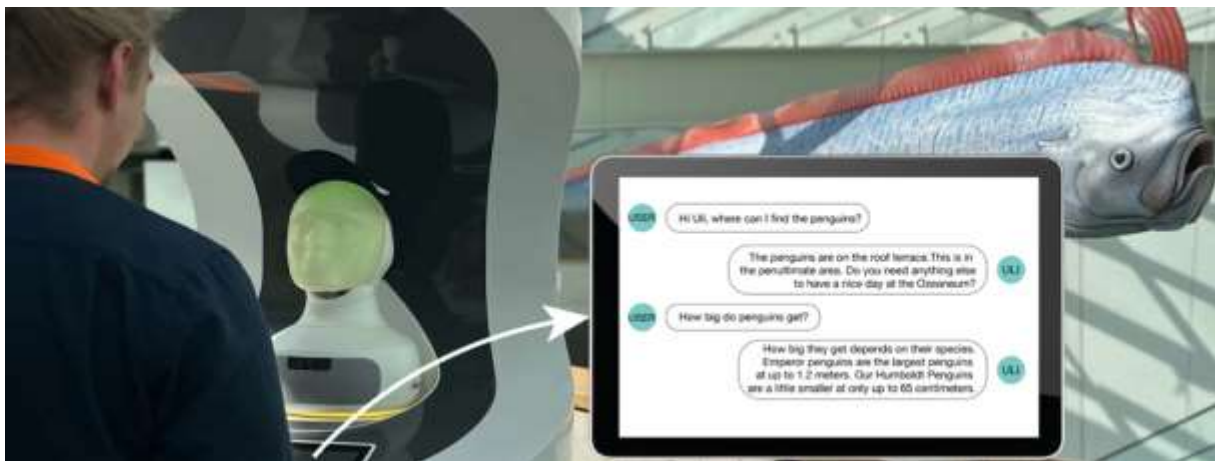 USER
Hi Uli, where can I find the penguins?
The penguins are on the roof terrace. This is in
the penultimate area. Do you need anything else
to have a nice day at the Ozeaneum?
ULI
USER
How big do penguins get?
How big they get depends on their species.
Emperor penguins are the largest penguins
at up to 1.2 meters. Our Humboldt Penguins
are a little smaller at only up to 65 centimeters.
ULI